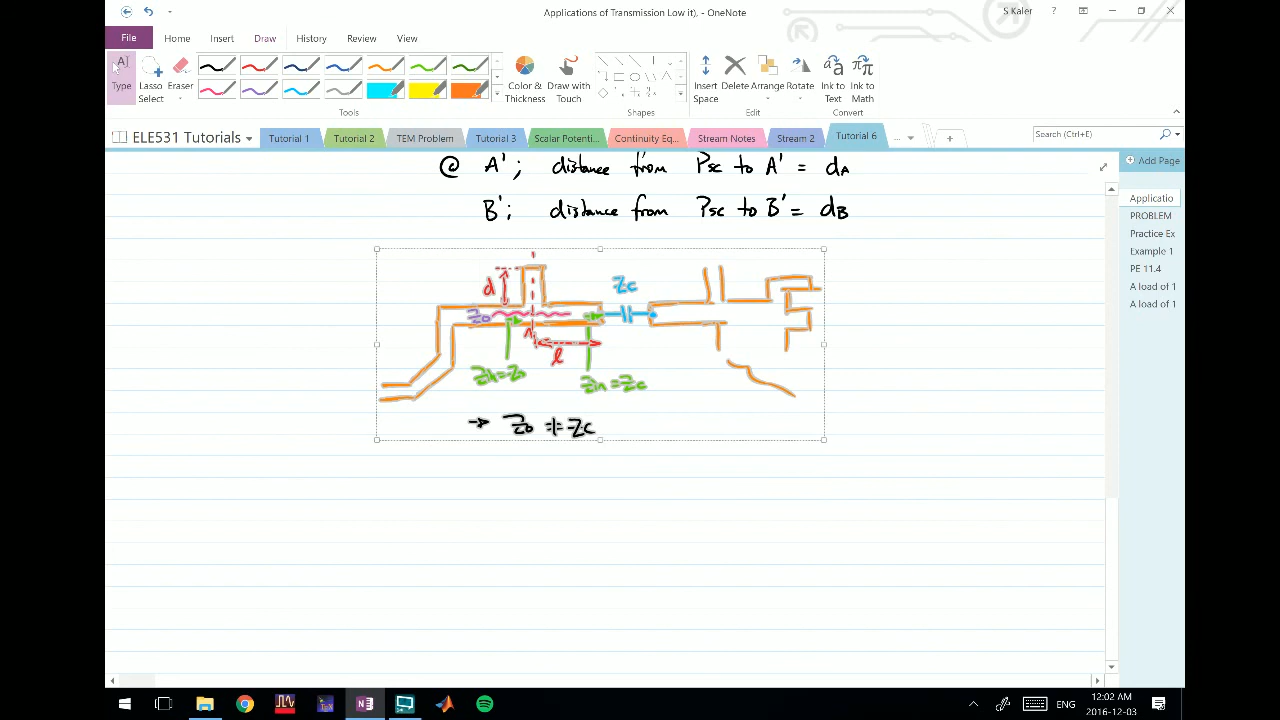 Applications of Transmission Low it), - OneNote
S Kaler
?
File
Home
Insert
Draw
History
Review
View
Type
Lasso Select
Eraser
Color & Thickness
Draw with Touch
Insert Space
Delete
Arrange
Rotate
Ink to Text
Ink to Math
Tools
Shapes
Edit
Convert
ELE531 Tutorials
Tutorial 1
Tutorial 2
TEM Problem
Tutorial 3
Scalar Potenti...
Continuity Eq...
Stream Notes
Stream 2
Tutorial 6
...
Search (Ctrl+E)
Add Page
Applicatio
PROBLEM
Practice Ex
Example 1
PE 11.4
A load of 1
A load of 1
@ A'; distance from Psc to A' = dA
B'; distance from Psc to B' = dB
d
Zc
Zo
l
Zin = Zc
→ Zo ≠ Zc
ENG
12:02 AM
2016-12-03